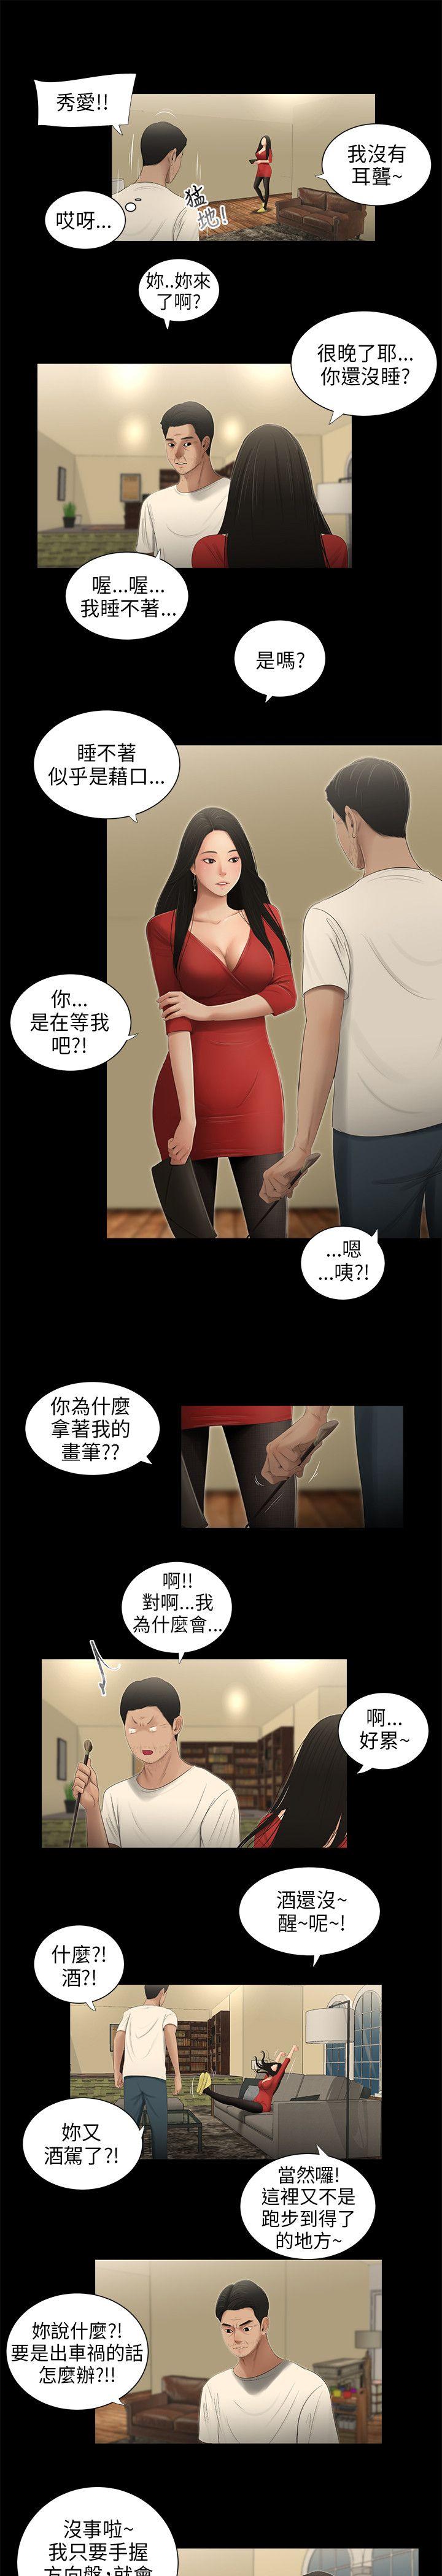 秀愛!!
我沒有
耳聾~
哎呀...
猛
地!
妳..妳來
了啊?
很晚了耶...
你還沒睡?
喔...喔...
我睡不著...
是嗎?
睡不著
似乎是藉口...
你...
是在等我
吧?!
...嗯
...咦?!
你為什麼
拿著我的
畫筆??
啊!!
對啊...我
為什麼會...
啊...
好累~
酒還沒~
醒~呢~!
什麼?!
酒?!
妳又
酒駕了?!
當然囉!
這裡又不是
跑步到得了
的地方~
妳說什麼?!
要是出車禍的話
怎麼辦?!!
沒事啦~
我只要手握
方向盤,就會